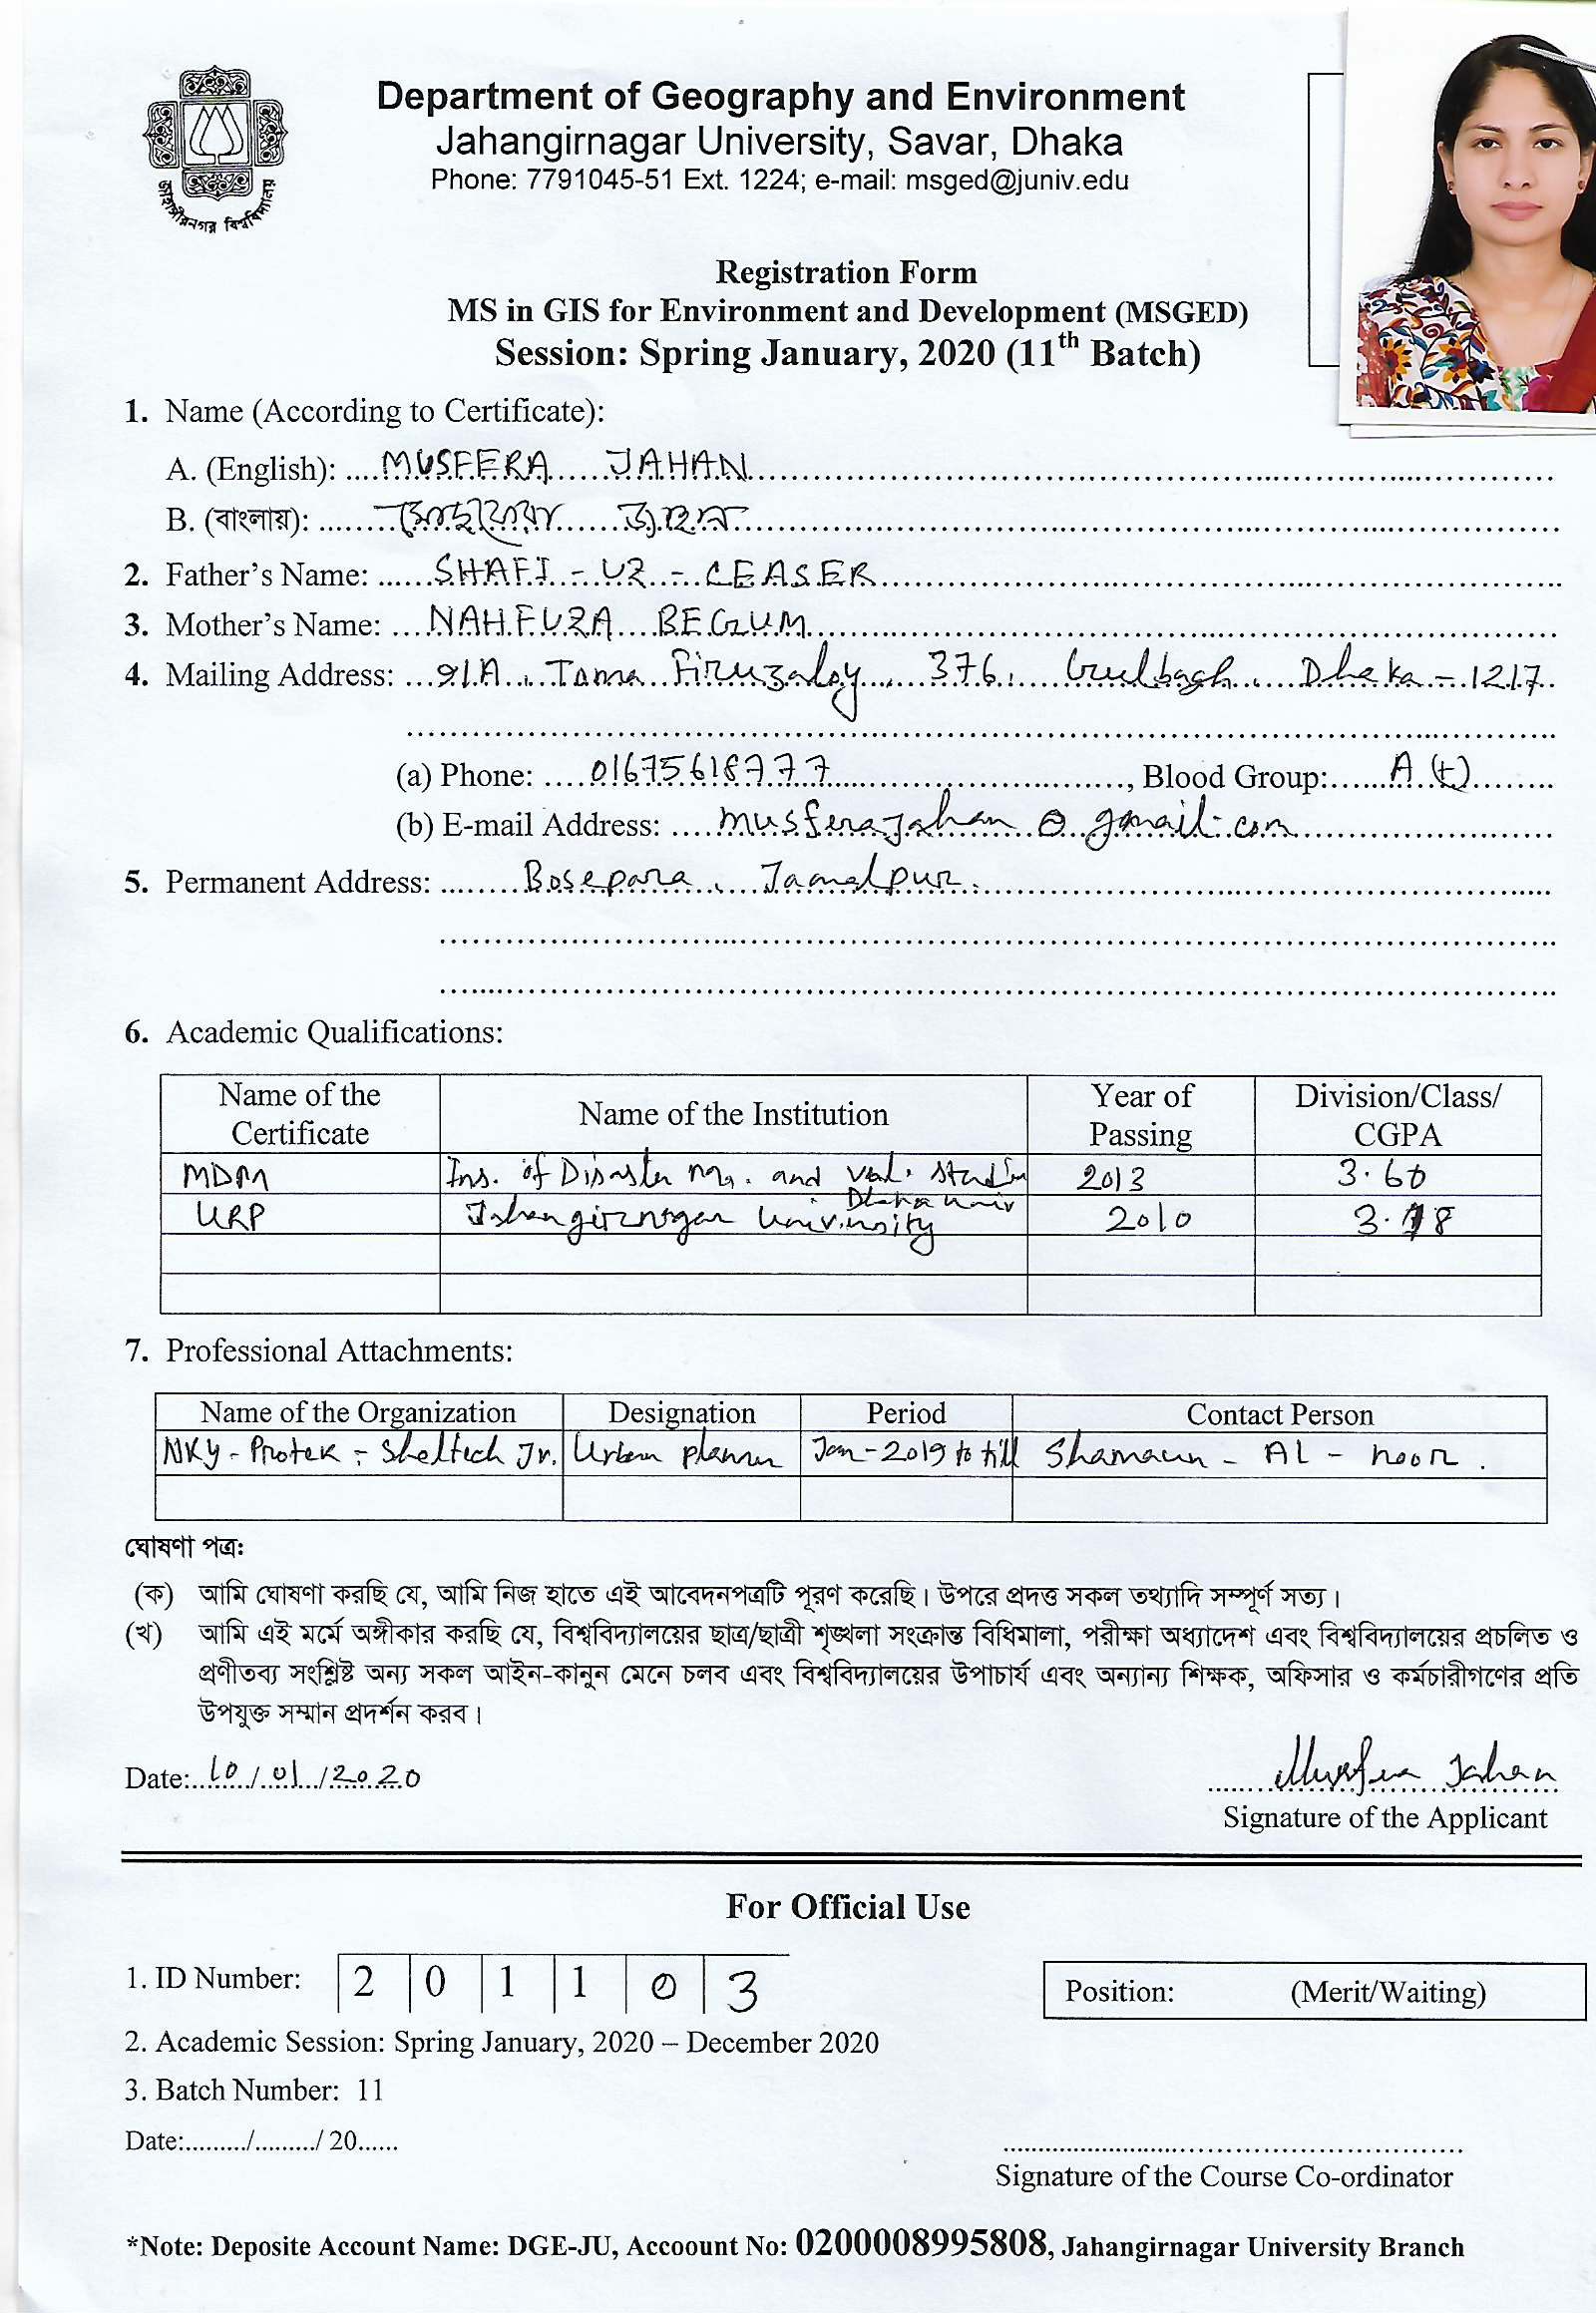 জাহাঙ্গীরনগর বিশ্ববিদ্যালয়
Department of Geography and Environment
Jahangirnagar University, Savar, Dhaka
Phone: 7791045-51 Ext. 1224; e-mail: msged@juniv.edu
Registration Form
MS in GIS for Environment and Development (MSGED)
Session: Spring January, 2020 (11th Batch)
1. Name (According to Certificate):
A. (English): MUSFERA JAHAN
B. (বাংলায়): জাহান
2. Father's Name: SHAFI-UZ-CEASER
3. Mother's Name: NAHFUZA BEGUM
4. Mailing Address: 91A, Toma Firuzaloy, 376, Gulbagh, Dhaka-1217
(a) Phone: 01675618777, Blood Group: A (+)
(b) E-mail Address: musferajahan@gmail.com
5. Permanent Address: Bosepara, Jamalpur.
6. Academic Qualifications:
Name of the Certificate Name of the Institution Year of Passing Division/Class/ CGPA
MDM Ins. of Disaster Ma. and Vul. Studies 2013 3.60
Dhaka Univ
URP Jahangirnagar University 2010 3.18
7. Professional Attachments:
Name of the Organization Designation Period Contact Person
NKY-Protek-Sheltech Jv. Urban planner Jan-2019 to till Shamaun-AL-noor.
ঘোষণা পত্র:
(ক) আমি ঘোষণা করছি যে, আমি নিজ হাতে এই আবেদনপত্রটি পূরণ করেছি। উপরে প্রদত্ত সকল তথ্যাদি সম্পূর্ণ সত্য।
(খ) আমি এই মর্মে অঙ্গীকার করছি যে, বিশ্ববিদ্যালয়ের ছাত্র/ছাত্রী শৃঙ্খলা সংক্রান্ত বিধিমালা, পরীক্ষা অধ্যাদেশ এবং বিশ্ববিদ্যালয়ের প্রচলিত ও
প্রণীতব্য সংশ্লিষ্ট অন্য সকল আইন-কানুন মেনে চলব এবং বিশ্ববিদ্যালয়ের উপাচার্য এবং অন্যান্য শিক্ষক, অফিসার ও কর্মচারীগণের প্রতি
উপযুক্ত সম্মান প্রদর্শন করব।
Date: 10/01/2020 Musfera Jahan
Signature of the Applicant
For Official Use
1. ID Number: 2 0 1 1 0 3 Position: (Merit/Waiting)
2. Academic Session: Spring January, 2020 – December 2020
3. Batch Number: 11
Date:........./........./ 20......
Signature of the Course Co-ordinator
*Note: Deposite Account Name: DGE-JU, Accoount No: 0200008995808, Jahangirnagar University Branch